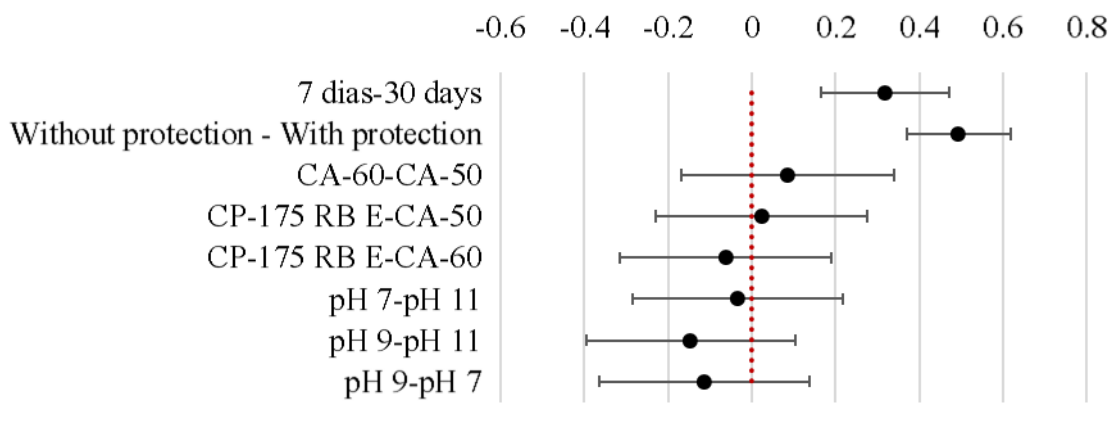 -0.6 -0.4 -0.2 0 0.2 0.4 0.6 0.8
7 dias-30 days
Without protection - With protection
CA-60-CA-50
CP-175 RB E-CA-50
CP-175 RB E-CA-60
pH 7-pH 11
pH 9-pH 11
pH 9-pH 7